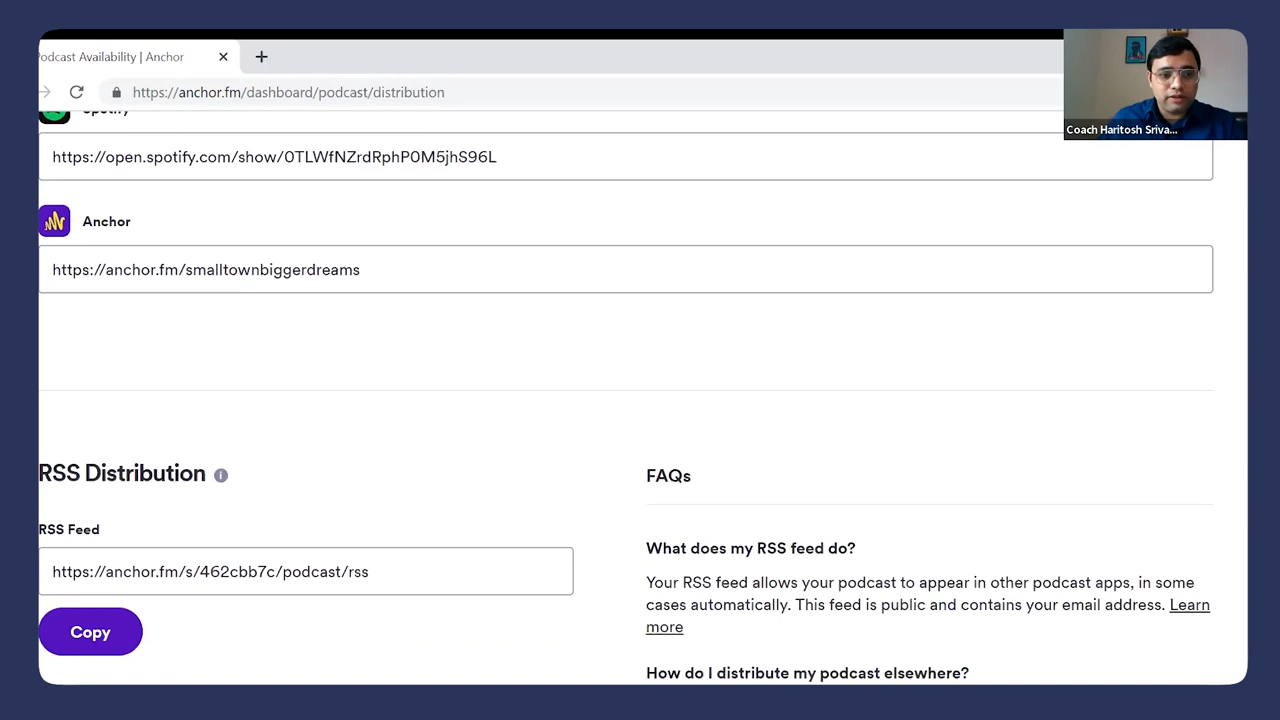 Podcast Availability | Anchor
https://anchor.fm/dashboard/podcast/distribution
Coach Haritosh Sriva...
Spotify
https://open.spotify.com/show/0TLWfNZrdRphP0M5jhS96L
Anchor
https://anchor.fm/smalltownbiggerdreams
RSS Distribution
RSS Feed
https://anchor.fm/s/462cbb7c/podcast/rss
Copy
FAQs
What does my RSS feed do?
Your RSS feed allows your podcast to appear in other podcast apps, in some
cases automatically. This feed is public and contains your email address. Learn
more
How do I distribute my podcast elsewhere?